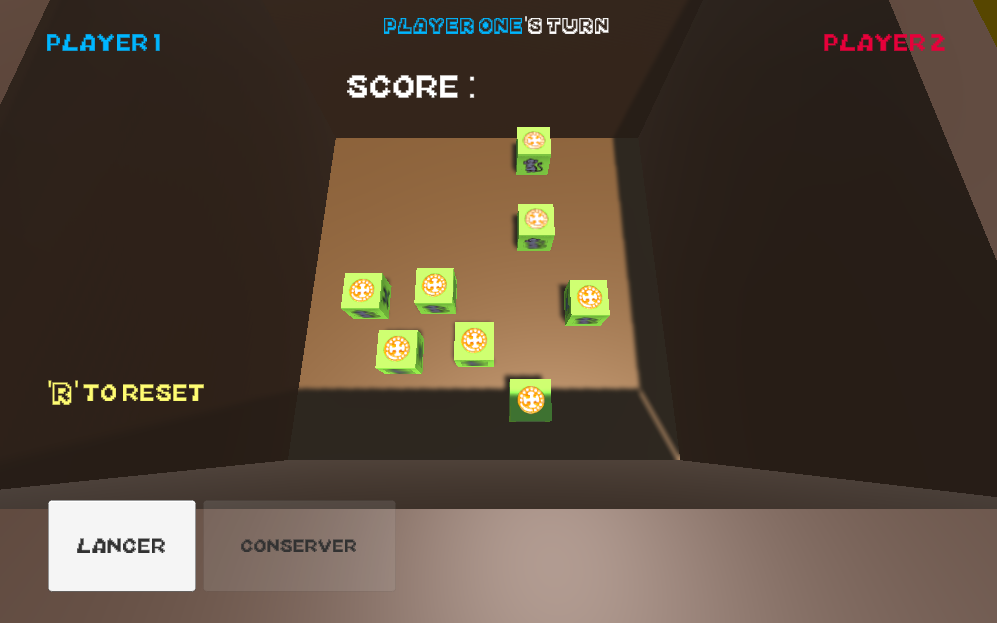 PLAYER ONE'S TURN
PLAYER 1
PLAYER 2
SCORE :
'R' TO RESET
LANCER
CONSERVER